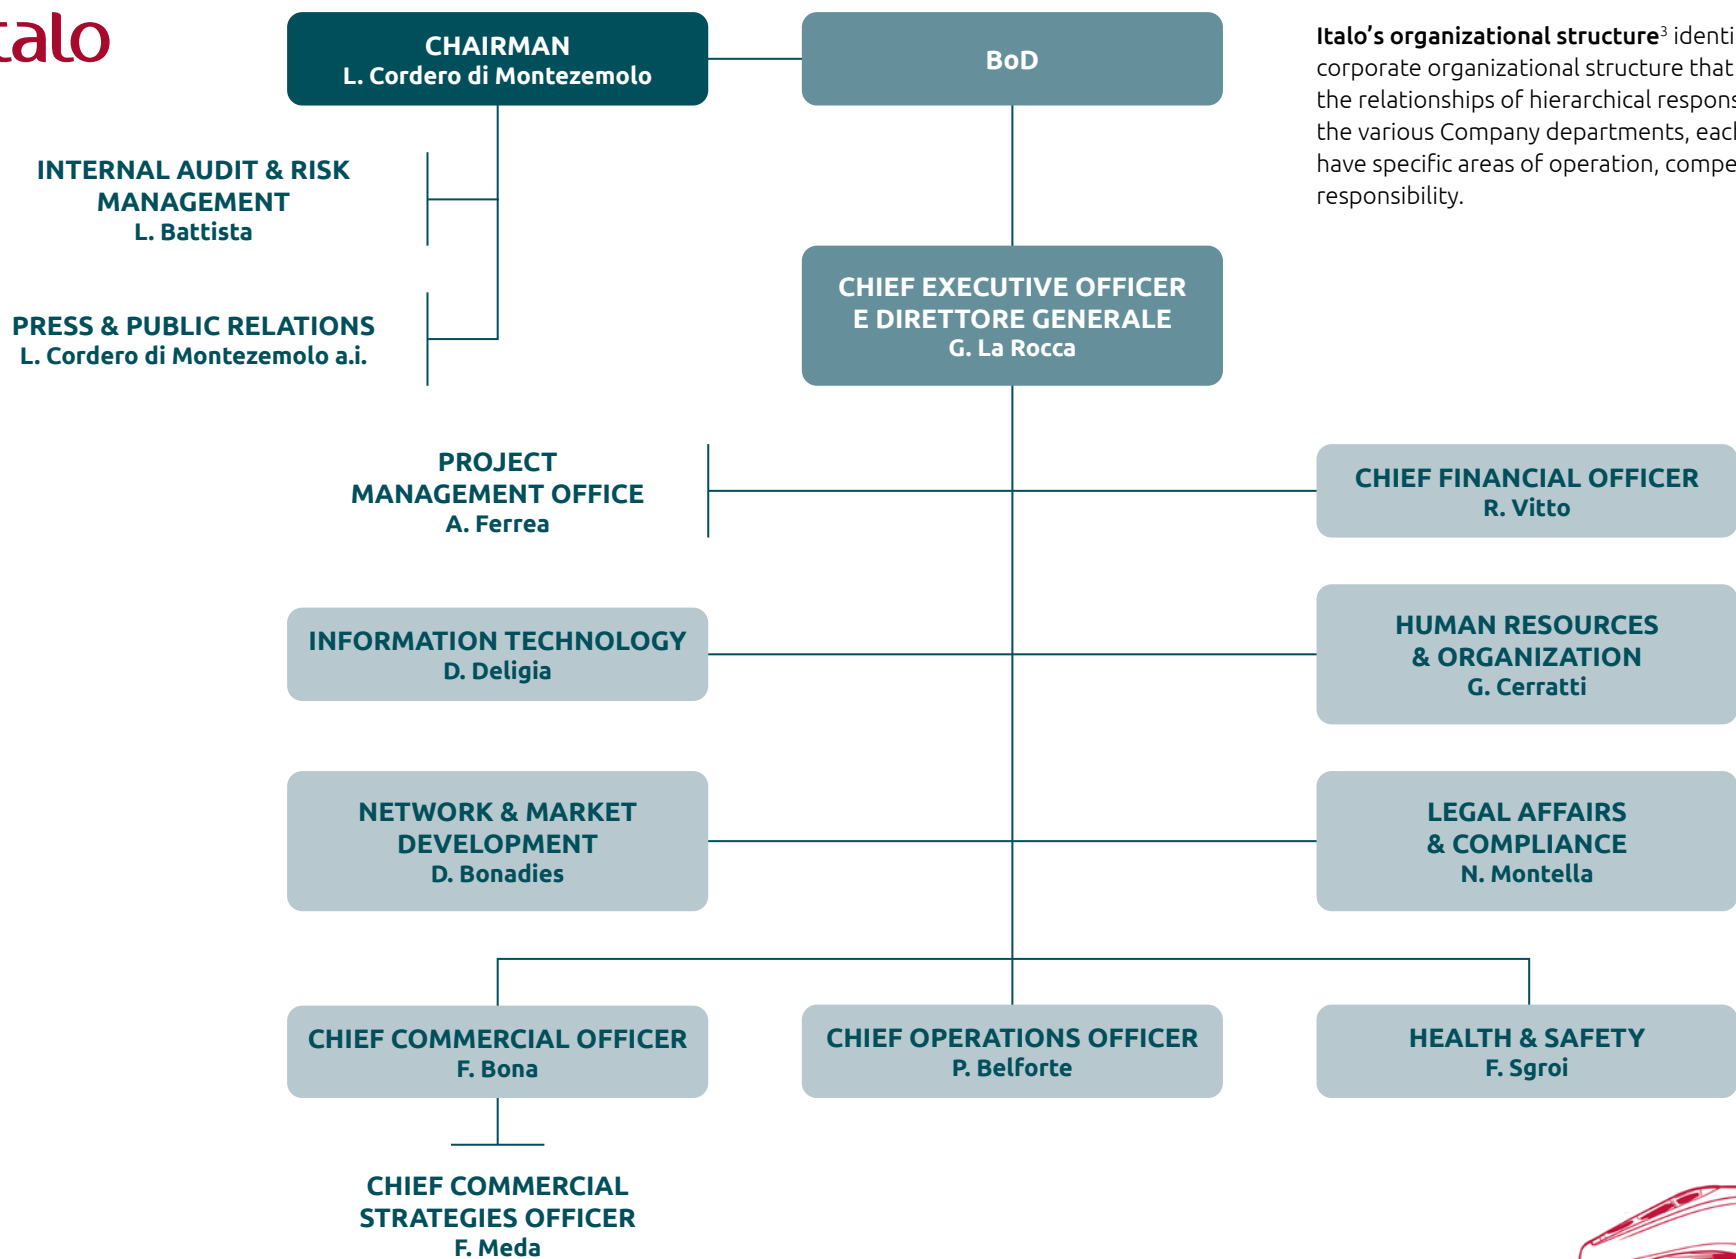 talo
CHAIRMAN
L. Cordero di Montezemolo
BoD
Italo's organizational structure³ identi
corporate organizational structure that
the relationships of hierarchical respons
the various Company departments, each
have specific areas of operation, compe
responsibility.
INTERNAL AUDIT & RISK
MANAGEMENT
L. Battista
PRESS & PUBLIC RELATIONS
L. Cordero di Montezemolo a.i.
CHIEF EXECUTIVE OFFICER
E DIRETTORE GENERALE
G. La Rocca
PROJECT
MANAGEMENT OFFICE
A. Ferrea
CHIEF FINANCIAL OFFICER
R. Vitto
INFORMATION TECHNOLOGY
D. Deligia
HUMAN RESOURCES
& ORGANIZATION
G. Cerratti
NETWORK & MARKET
DEVELOPMENT
D. Bonadies
LEGAL AFFAIRS
& COMPLIANCE
N. Montella
CHIEF COMMERCIAL OFFICER
F. Bona
CHIEF OPERATIONS OFFICER
P. Belforte
HEALTH & SAFETY
F. Sgroi
CHIEF COMMERCIAL
STRATEGIES OFFICER
F. Meda